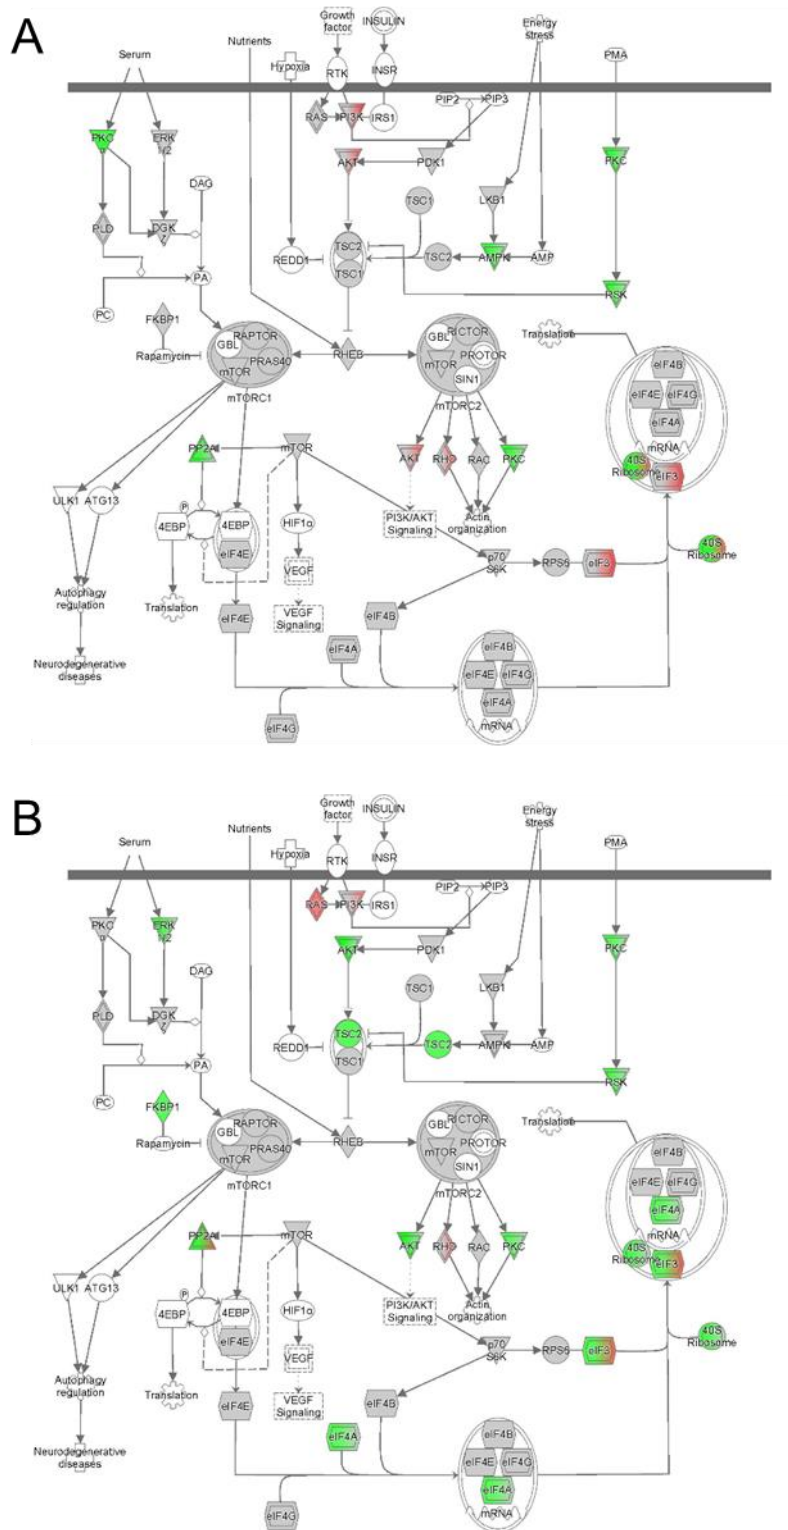 A
Growth
factor
INSULIN
Energy
stress
Nutrients
Serum
Hypoxia
RTK
INSR
PMA
PIP2
PIP3
RAS
PI3K
IRS1
PKC
α
ERK
1/2
AKT
PDK1
PKC
DAG
LKB1
TSC1
PLD
DGK
ζ
TSC2
REDD1
TSC2
AMPK
AMP
TSC1
PA
PC
RSK
FKBP1
RAPTOR
GBL
RICTOR
Translation
Rapamycin
PRAS40
RHEB
mTOR
PROTOR
mTOR
SIN1
eIF4B
mTORC1
mTORC2
eIF4E
eIF4G
eIF4A
mRNA
PP2A
mTOR
AKT
RHO
RAC
PKC
40S
Ribosome
eIF3
ULK1
ATG13
P
4EBP
4EBP
HIF1α
PI3K/AKT
Signaling
Actin
organization
40S
Ribosome
eIF4E
VEGF
p70
S6K
RPS6
eIF3
Autophagy
regulation
Translation
eIF4E
VEGF
Signaling
eIF4B
eIF4A
eIF4B
Neurodegenerative
diseases
eIF4E
eIF4G
eIF4A
eIF4G
mRNA
B
Growth
factor
INSULIN
Energy
stress
Nutrients
Serum
Hypoxia
RTK
INSR
PMA
PIP2
PIP3
RAS
PI3K
IRS1
PKC
α
ERK
1/2
AKT
PDK1
PKC
DAG
LKB1
TSC1
PLD
DGK
ζ
TSC2
REDD1
TSC2
AMPK
AMP
TSC1
PA
PC
RSK
FKBP1
RAPTOR
GBL
RICTOR
Translation
Rapamycin
PRAS40
RHEB
mTOR
PROTOR
mTOR
SIN1
eIF4B
mTORC1
mTORC2
eIF4E
eIF4G
eIF4A
mRNA
PP2A
mTOR
AKT
RHO
RAC
PKC
40S
Ribosome
eIF3
ULK1
ATG13
P
4EBP
4EBP
HIF1α
PI3K/AKT
Signaling
Actin
organization
40S
Ribosome
eIF4E
VEGF
p70
S6K
RPS6
eIF3
Autophagy
regulation
Translation
eIF4E
VEGF
Signaling
eIF4B
eIF4A
eIF4B
Neurodegenerative
diseases
eIF4E
eIF4G
eIF4A
eIF4G
mRNA